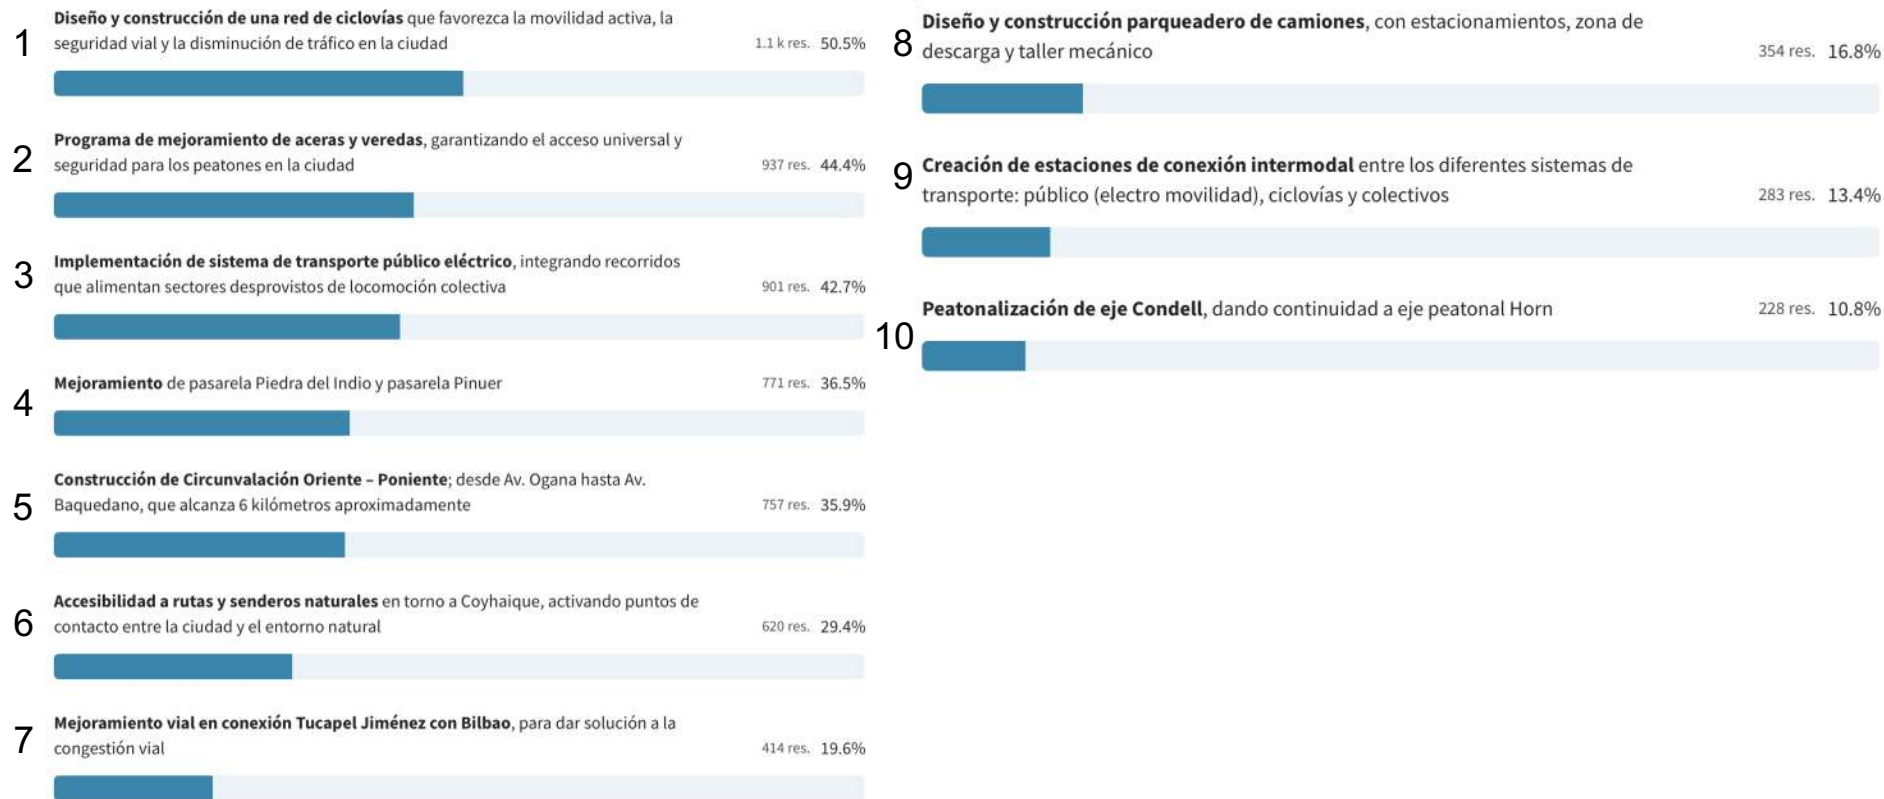 1
Diseño y construcción de una red de ciclovías que favorezca la movilidad activa, la
seguridad vial y la disminución de tráfico en la ciudad
1.1 k res. 50.5%
2
Programa de mejoramiento de aceras y veredas, garantizando el acceso universal y
seguridad para los peatones en la ciudad
937 res. 44.4%
3
Implementación de sistema de transporte público eléctrico, integrando recorridos
que alimentan sectores desprovistos de locomoción colectiva
901 res. 42.7%
4
Mejoramiento de pasarela Piedra del Indio y pasarela Pinuer
771 res. 36.5%
5
Construcción de Circunvalación Oriente – Poniente; desde Av. Ogana hasta Av.
Baquedano, que alcanza 6 kilómetros aproximadamente
757 res. 35.9%
6
Accesibilidad a rutas y senderos naturales en torno a Coyhaique, activando puntos de
contacto entre la ciudad y el entorno natural
620 res. 29.4%
7
Mejoramiento vial en conexión Tucapel Jiménez con Bilbao, para dar solución a la
congestión vial
414 res. 19.6%
8
Diseño y construcción parqueadero de camiones, con estacionamientos, zona de
descarga y taller mecánico
354 res. 16.8%
9
Creación de estaciones de conexión intermodal entre los diferentes sistemas de
transporte: público (electro movilidad), ciclovías y colectivos
283 res. 13.4%
10
Peatonalización de eje Condell, dando continuidad a eje peatonal Horn
228 res. 10.8%